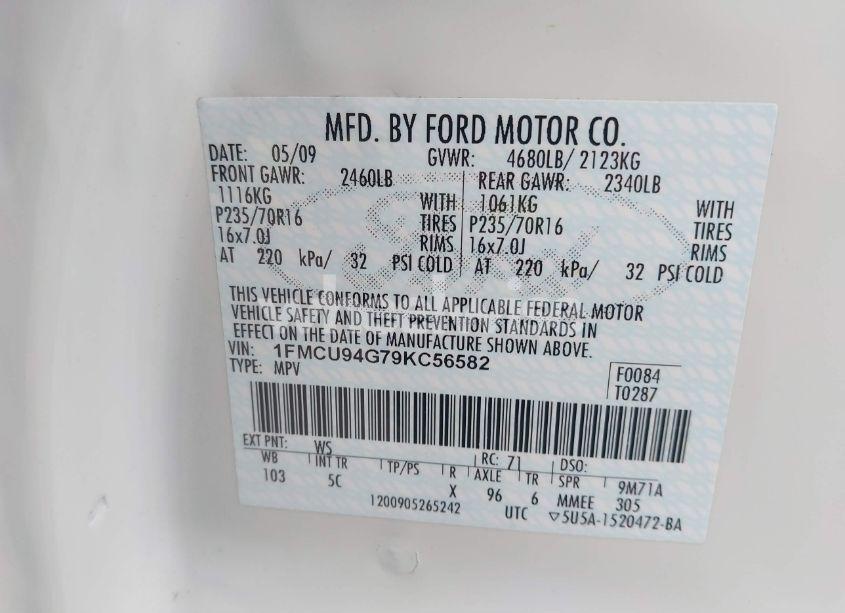 MFD. BY FORD MOTOR CO.
DATE: 05/09 GVWR: 4680LB/ 2123KG
FRONT GAWR: 2460LB REAR GAWR: 2340LB
1116KG WITH 1061KG WITH
P235/70R16 TIRES P235/70R16 TIRES
16x7.0J RIMS 16x7.0J RIMS
AT 220 kPa/ 32 PSI COLD AT 220 kPa/ 32 PSI COLD
THIS VEHICLE CONFORMS TO ALL APPLICABLE FEDERAL MOTOR
VEHICLE SAFETY AND THEFT PREVENTION STANDARDS IN
EFFECT ON THE DATE OF MANUFACTURE SHOWN ABOVE.
VIN: 1FMCU94G79KC56582
TYPE: MPV
F0084
T0287
EXT PNT: WS RC: 71 DSO:
WB INT TR TP/PS R AXLE TR SPR 9M71A
103 5C X 96 6 MMEE 305
1200905265242 UTC ▽5U5A-1520472-BA